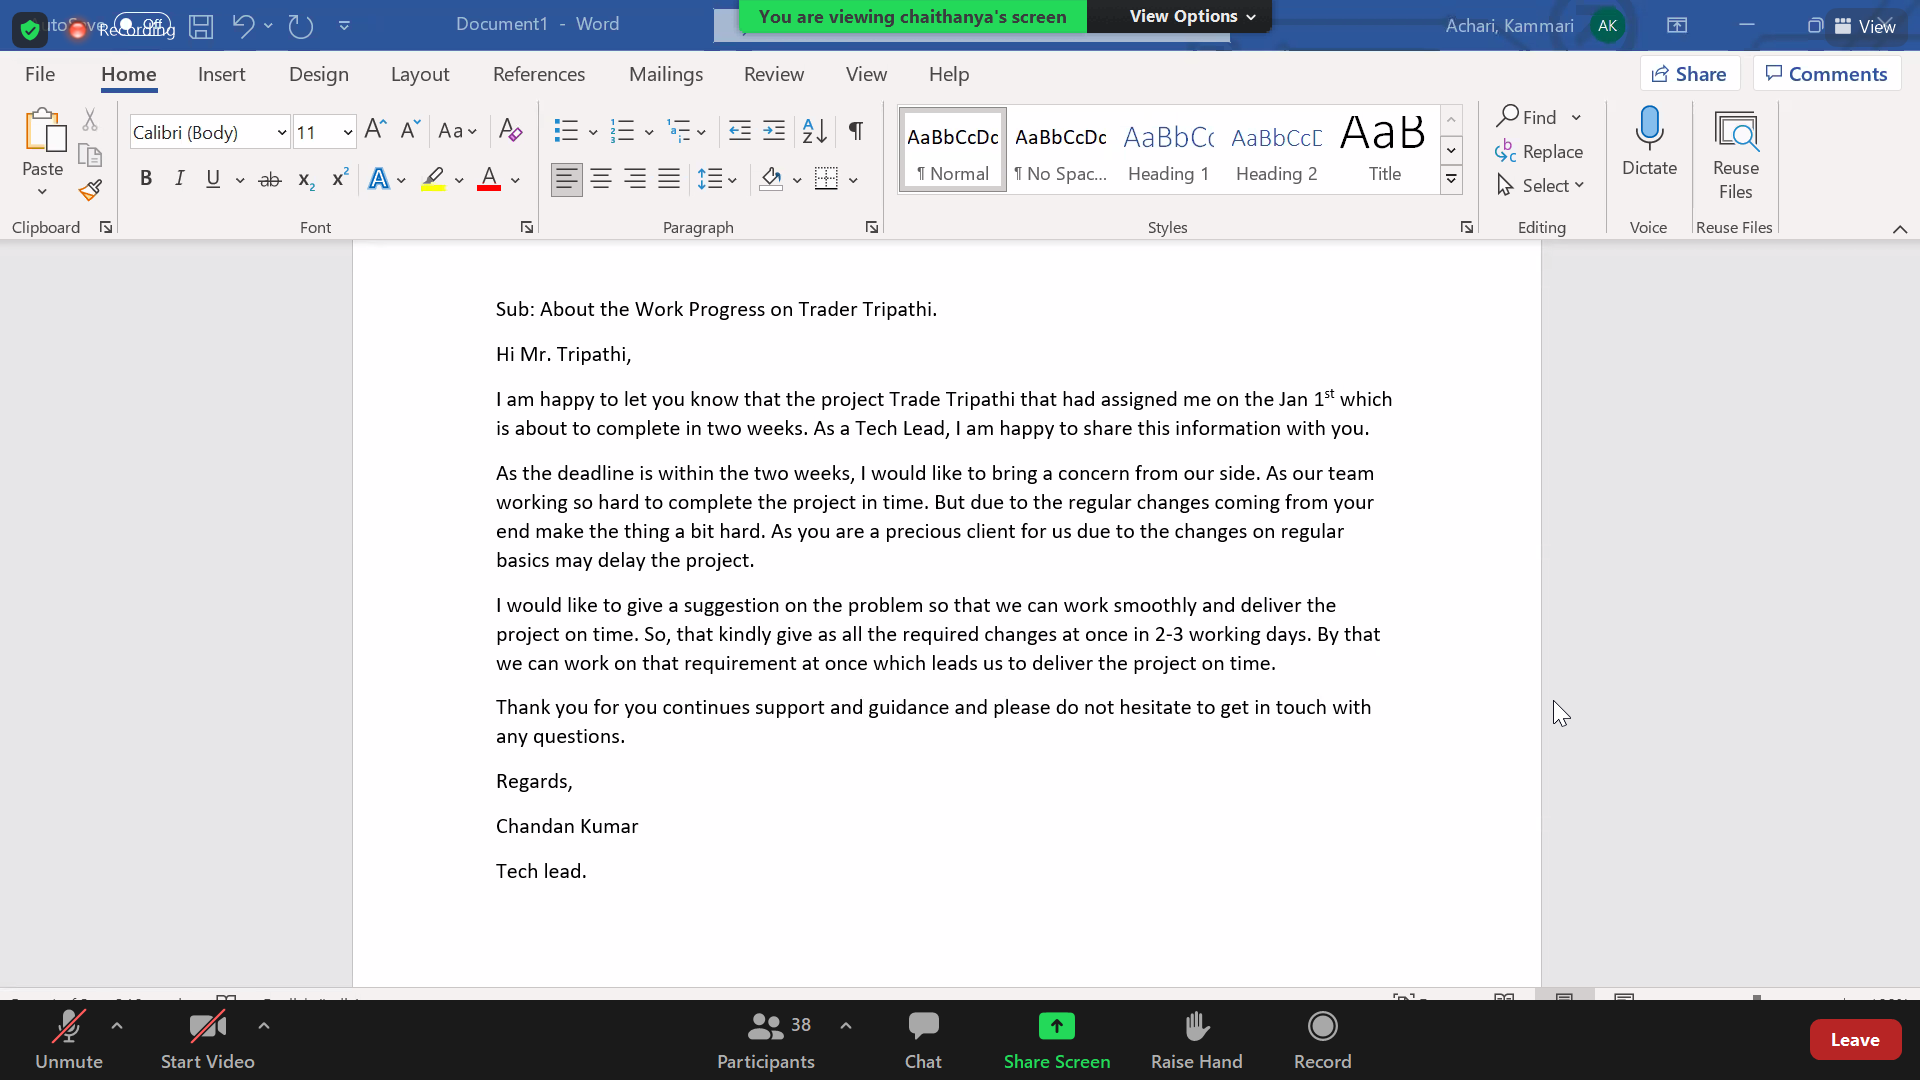 Recording
Off
Document1 - Word
You are viewing chaithanya's screen
View Options
Achari, Kammari
AK
View
File
Home
Insert
Design
Layout
References
Mailings
Review
View
Help
Share
Comments
Paste
Clipboard
Calibri (Body)
11
Font
Paragraph
AaBbCcDc
¶ Normal
AaBbCcDc
¶ No Spac...
AaBbC
Heading 1
AaBbCcE
Heading 2
AaB
Title
Styles
Find
Replace
Select
Editing
Dictate
Voice
Reuse
Files
Reuse Files
Sub: About the Work Progress on Trader Tripathi.
Hi Mr. Tripathi,
I am happy to let you know that the project Trade Tripathi that had assigned me on the Jan 1st which
is about to complete in two weeks. As a Tech Lead, I am happy to share this information with you.
As the deadline is within the two weeks, I would like to bring a concern from our side. As our team
working so hard to complete the project in time. But due to the regular changes coming from your
end make the thing a bit hard. As you are a precious client for us due to the changes on regular
basics may delay the project.
I would like to give a suggestion on the problem so that we can work smoothly and deliver the
project on time. So, that kindly give as all the required changes at once in 2-3 working days. By that
we can work on that requirement at once which leads us to deliver the project on time.
Thank you for you continues support and guidance and please do not hesitate to get in touch with
any questions.
Regards,
Chandan Kumar
Tech lead.
Unmute
Start Video
38
Participants
Chat
Share Screen
Raise Hand
Record
Leave